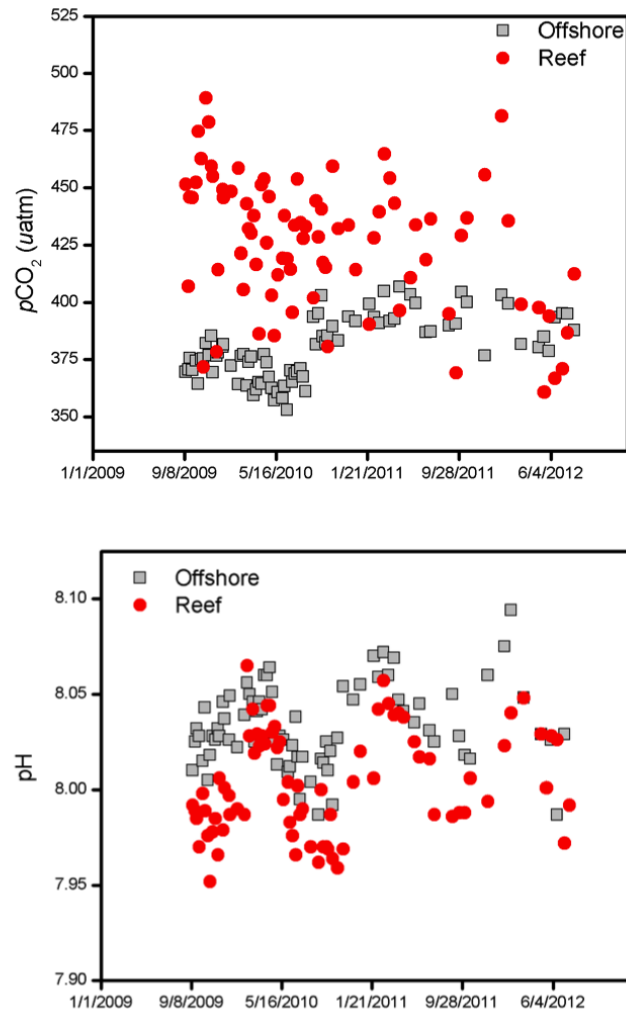 525
500
475
450
425
400
375
350
pCO2 (uatm)
Offshore
Reef
1/1/2009 9/8/2009 5/16/2010 1/21/2011 9/28/2011 6/4/2012
Offshore
Reef
8.10
8.05
8.00
7.95
7.90
pH
1/1/2009 9/8/2009 5/16/2010 1/21/2011 9/28/2011 6/4/2012